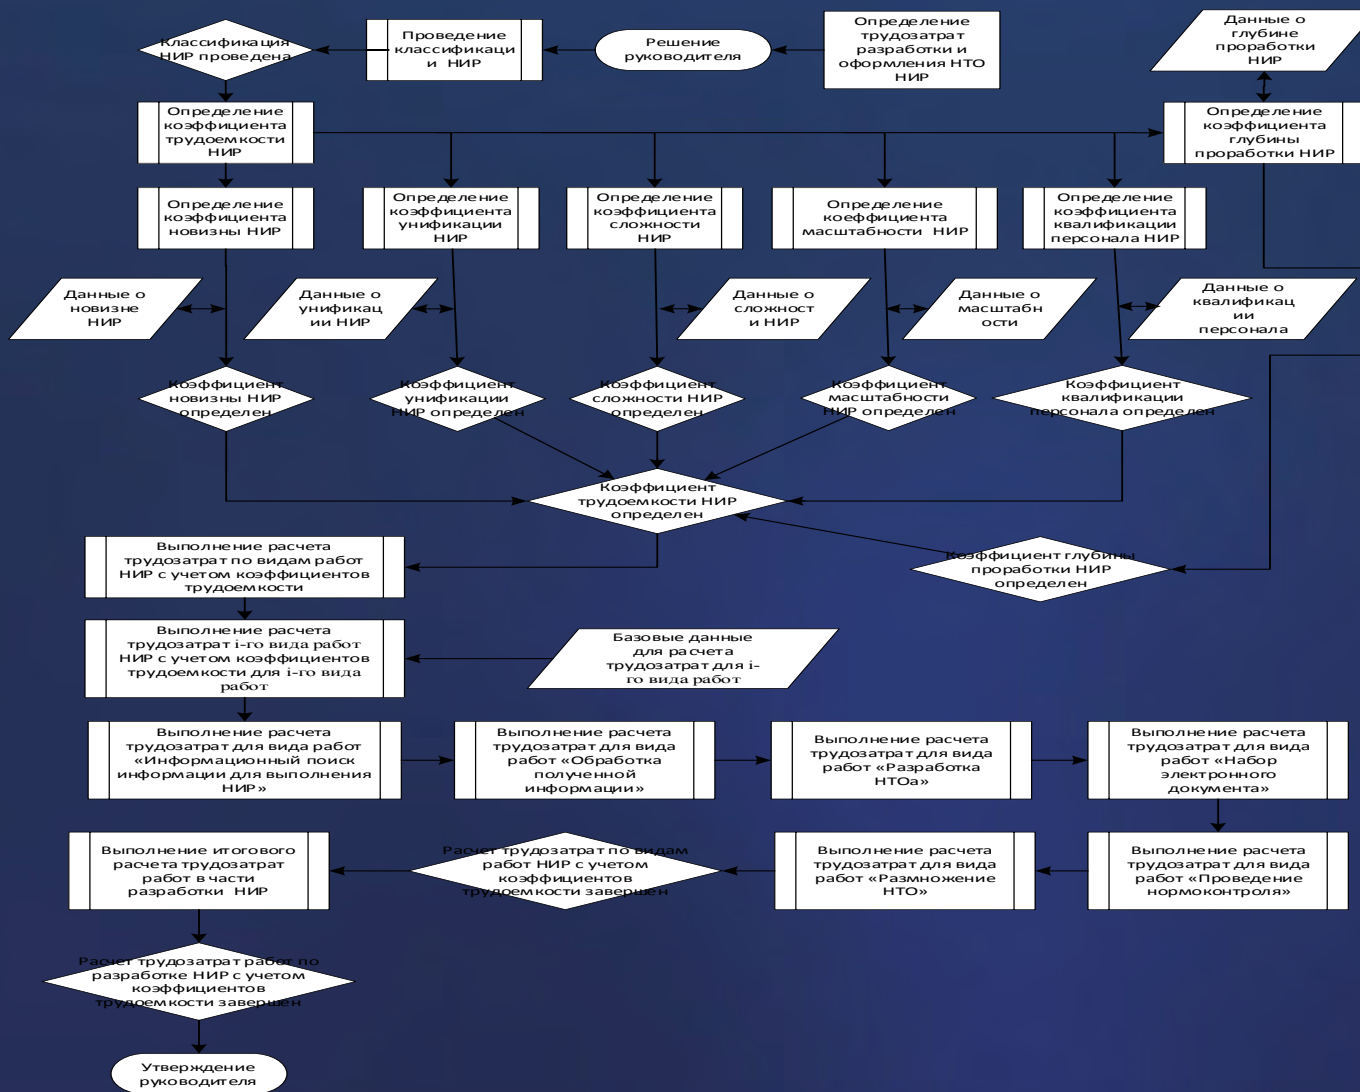 Классификация
НИР проведена
Проведение
классификаци
и НИР
Решение
руководителя
Определение
трудозатрат
разработки и
оформления НТО
НИР
Данные о
глубине
проработки
НИР
Определение
коэффициента
трудоемкости
НИР
Определение
коэффициента
глубины
проработки НИР
Определение
коэффициента
новизны НИР
Определение
коэффициента
унификации
НИР
Определение
коэффициента
сложности
НИР
Определение
коеффициента
масштабности НИР
Определение
коэффициента
квалификации
персонала НИР
Данные о
новизне
НИР
Данные о
унификац
ии НИР
Данные о
сложност
и НИР
Данные о
масштабн
ости
Данные о
квалификац
ии
персонала
Коэффициент
новизны НИР
определен
Коэффициент
унификации
НИР определен
Коэффициент
сложности НИР
определен
Коэффициент
масштабности
НИР определен
Коэффициент
квалификации
персонала определен
Коэффициент
трудоемкости НИР
определен
Коэффициент глубины
проработки НИР
определен
Выполнение расчета
трудозатрат по видам работ
НИР с учетом коэффициентов
трудоемкости
Выполнение расчета
трудозатрат i-го вида работ
НИР с учетом коэффициентов
трудоемкости для i-го вида
работ
Базовые данные
для расчета
трудозатрат для i-
го вида работ
Выполнение расчета
трудозатрат для вида работ
«Информационный поиск
информации для выполнения
НИР»
Выполнение расчета
трудозатрат для вида
работ «Обработка
полученной
информации»
Выполнение расчета
трудозатрат для вида
работ «Разработка
НТОа»
Выполнение расчета
трудозатрат для вида
работ «Набор
электронного
документа»
Выполнение итогового
расчета трудозатрат
работ в части
разработки НИР
Расчет трудозатрат по видам
работ НИР с учетом
коэффициентов
трудоемкости завершен
Выполнение расчета
трудозатрат для вида
работ «Размножение
НТО»
Выполнение расчета
трудозатрат для вида
работ «Проведение
нормоконтроля»
Расчет трудозатрат работ по
разработке НИР с учетом
коэффициентов
трудоемкости завершен
Утверждение
руководителя